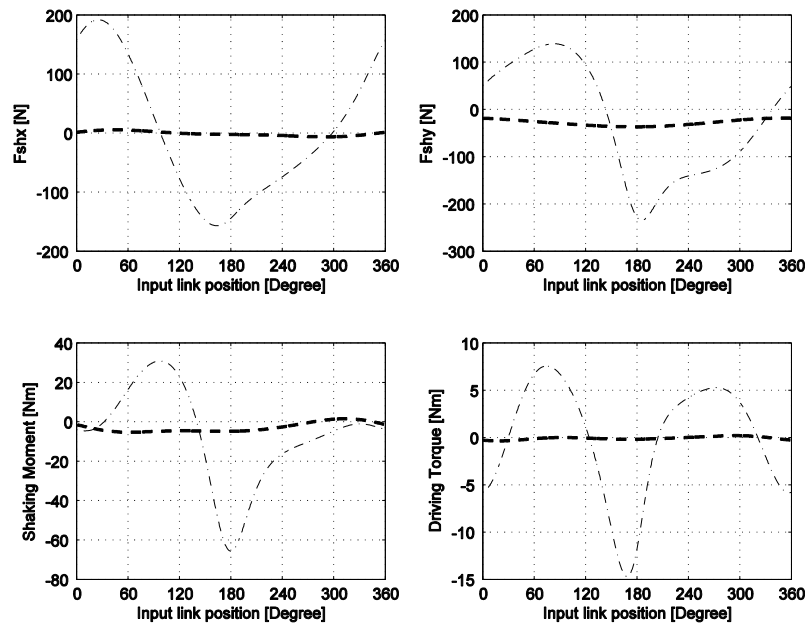 200
100
0
-100
-200
Fshx [N]
0 60 120 180 240 300 360
Input link position [Degree]
200
100
0
-100
-200
-300
Fshy [N]
0 60 120 180 240 300 360
Input link position [Degree]
40
20
0
-20
-40
-60
-80
Shaking Moment [Nm]
0 60 120 180 240 300 360
Input link position [Degree]
10
5
0
-5
-10
-15
Driving Torque [Nm]
0 60 120 180 240 300 360
Input link position [Degree]